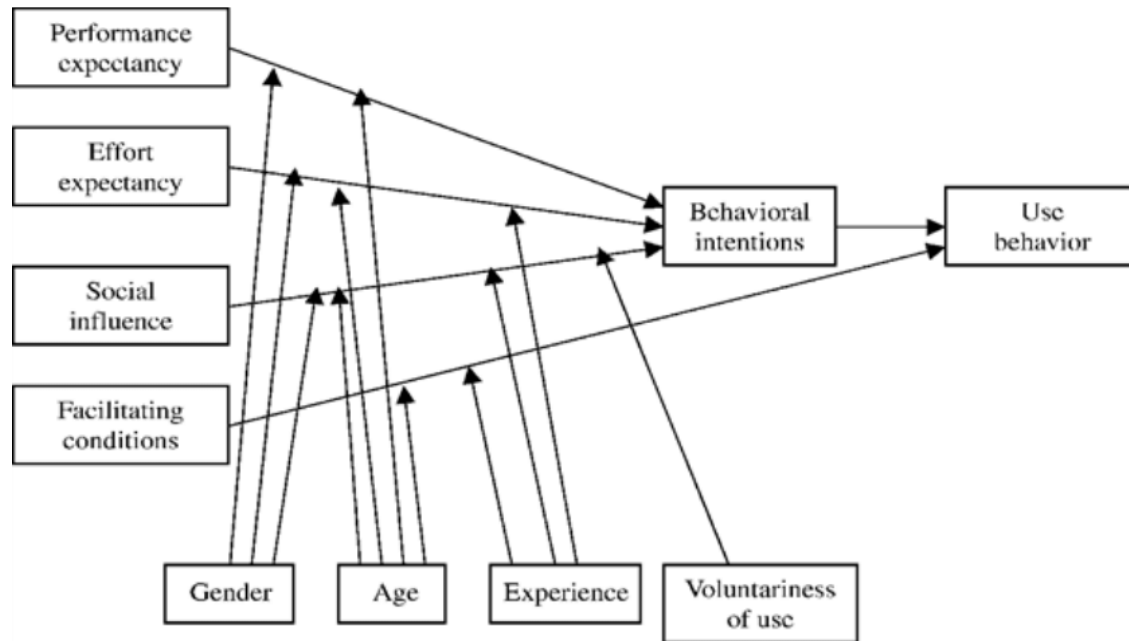 Performance
expectancy
Effort
expectancy
Social
influence
Facilitating
conditions
Behavioral
intentions
Use
behavior
Gender
Age
Experience
Voluntariness
of use